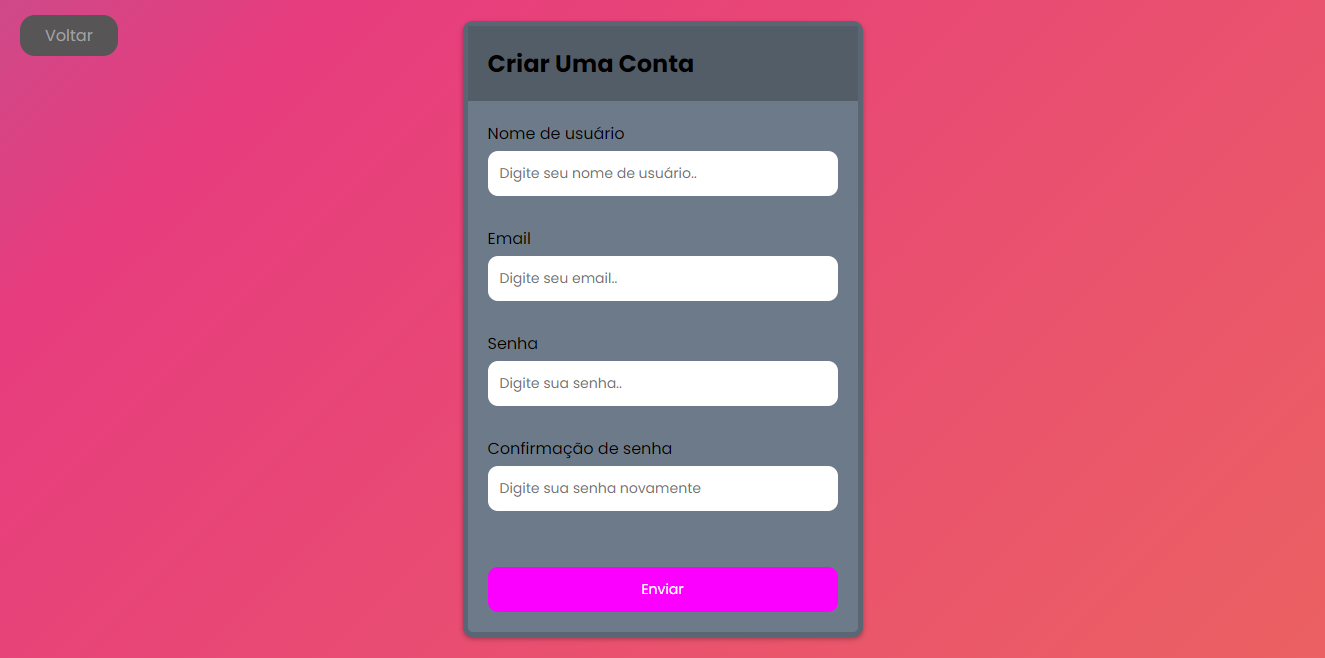 Voltar
Criar Uma Conta
Nome de usuário
Digite seu nome de usuário..
Email
Digite seu email..
Senha
Digite sua senha..
Confirmação de senha
Digite sua senha novamente
Enviar